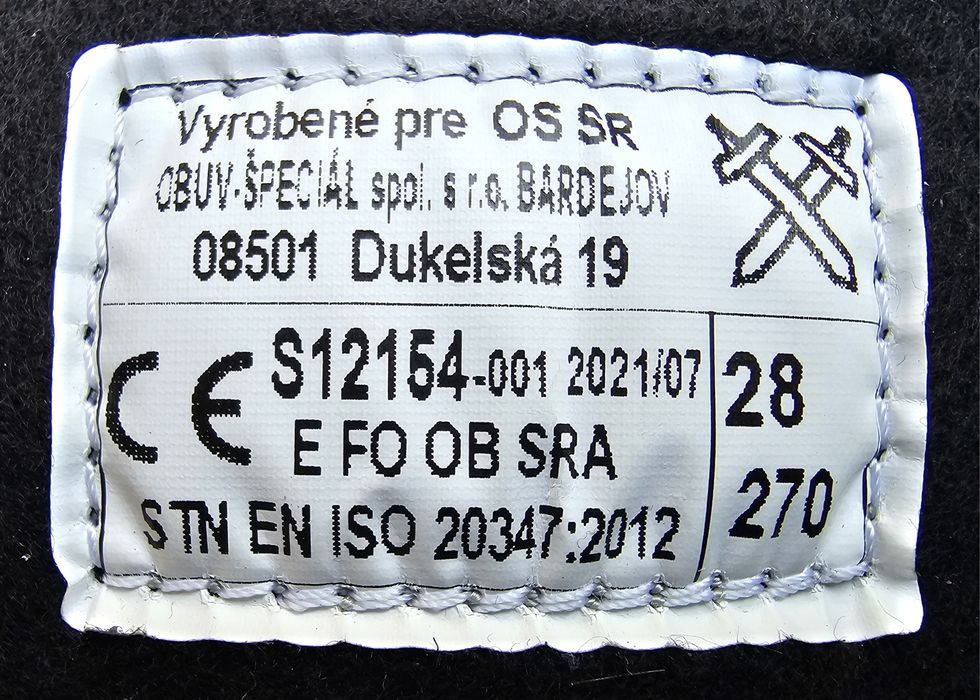 Vyrobené pre OS SR
OBUV-ŠPECIÁL spol. s r.o. BARDEJOV
08501 Dukelská 19
CE S12154-001 2021/07
E FO OB SRA
STN EN ISO 20347:2012
28
270